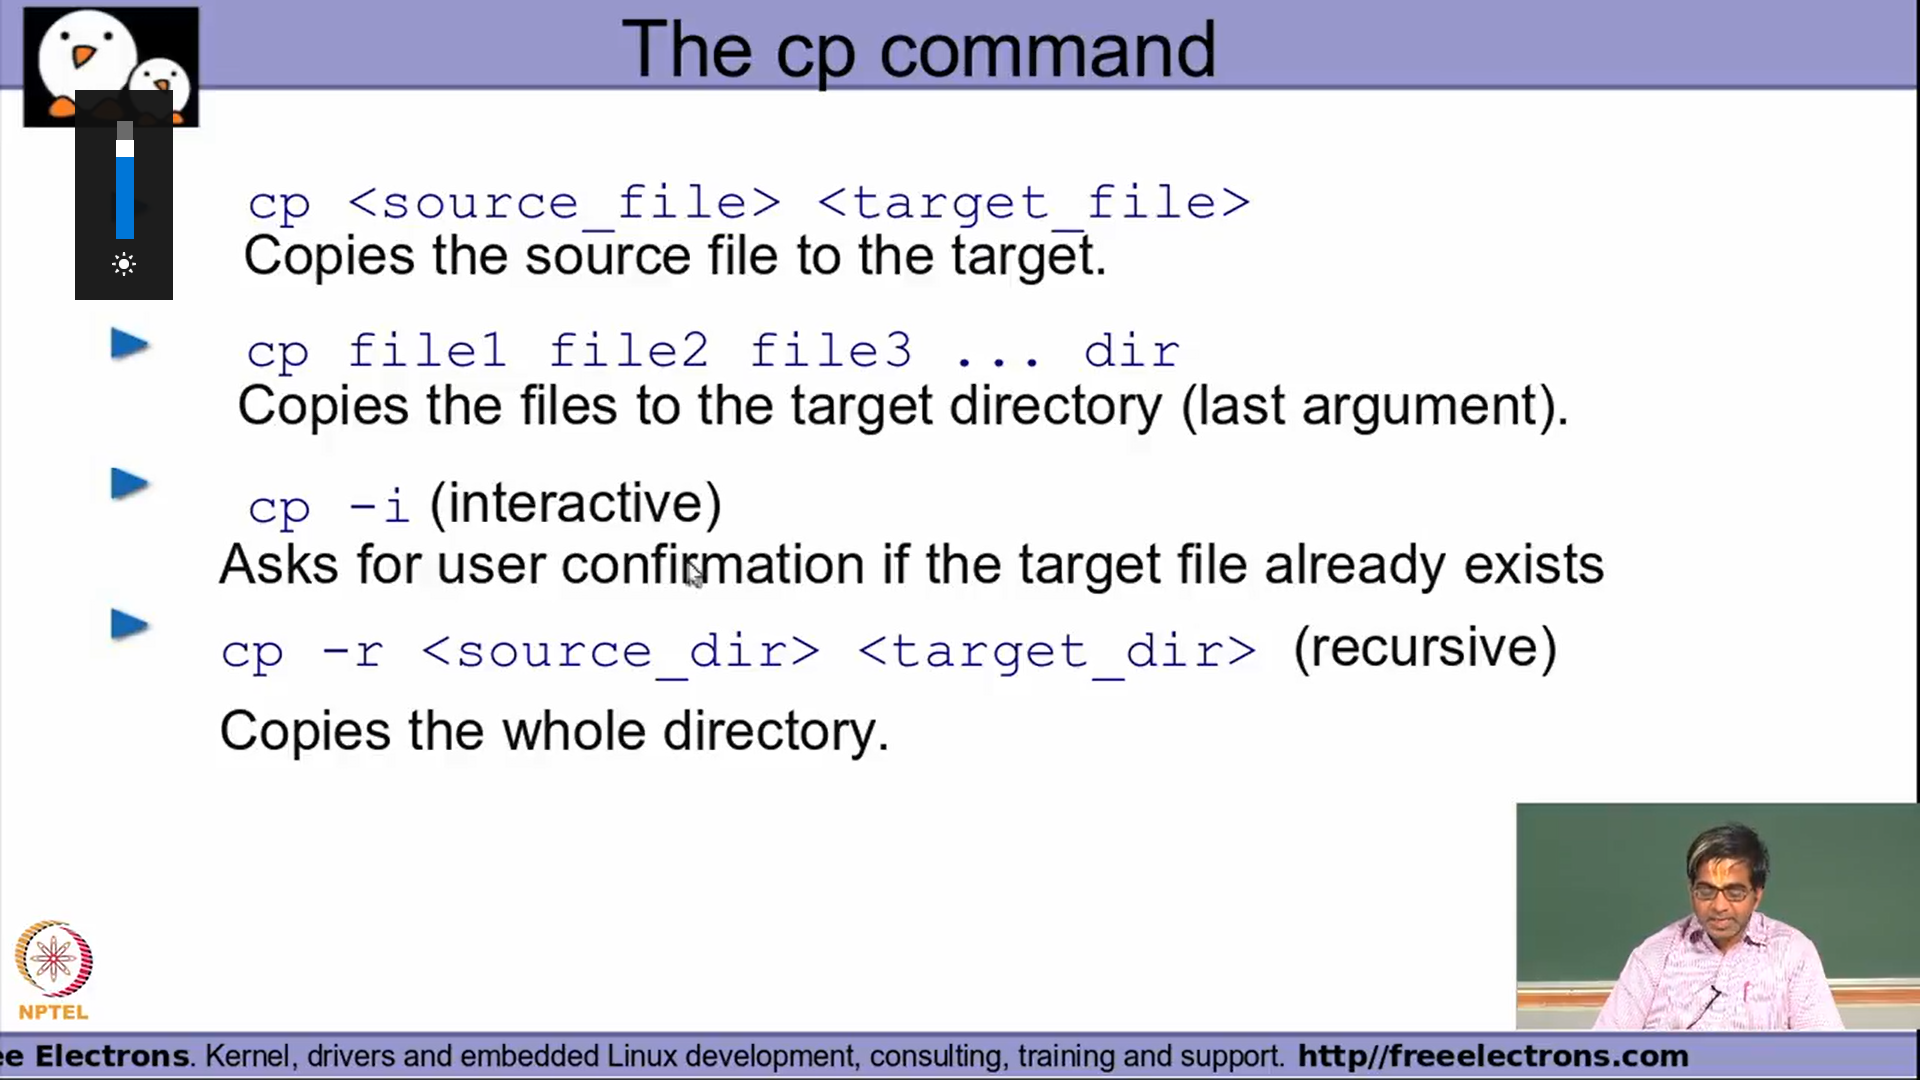 The cp command
cp <source_file> <target_file>
Copies the source file to the target.
cp file1 file2 file3 ... dir
Copies the files to the target directory (last argument).
cp -i (interactive)
Asks for user confirmation if the target file already exists
cp -r <source_dir> <target_dir> (recursive)
Copies the whole directory.
NPTEL
ee Electrons. Kernel, drivers and embedded Linux development, consulting, training and support. http//freeelectrons.com